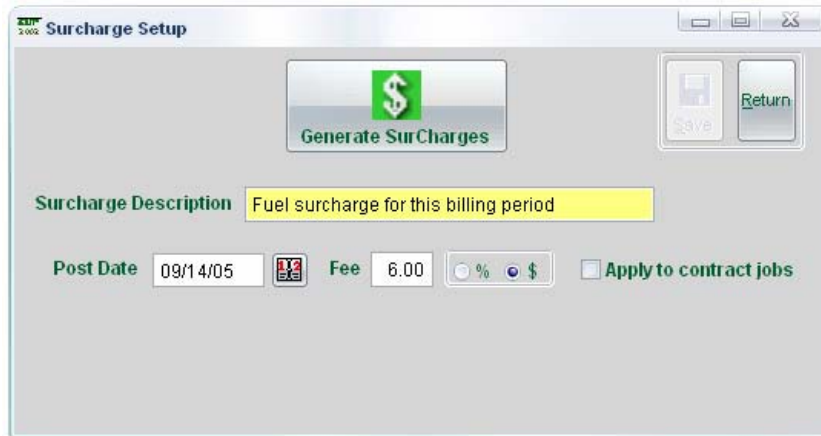 2002 Surcharge Setup
Generate SurCharges
Save
Return
Surcharge Description Fuel surcharge for this billing period
Post Date 09/14/05 Fee 6.00 % $ Apply to contract jobs